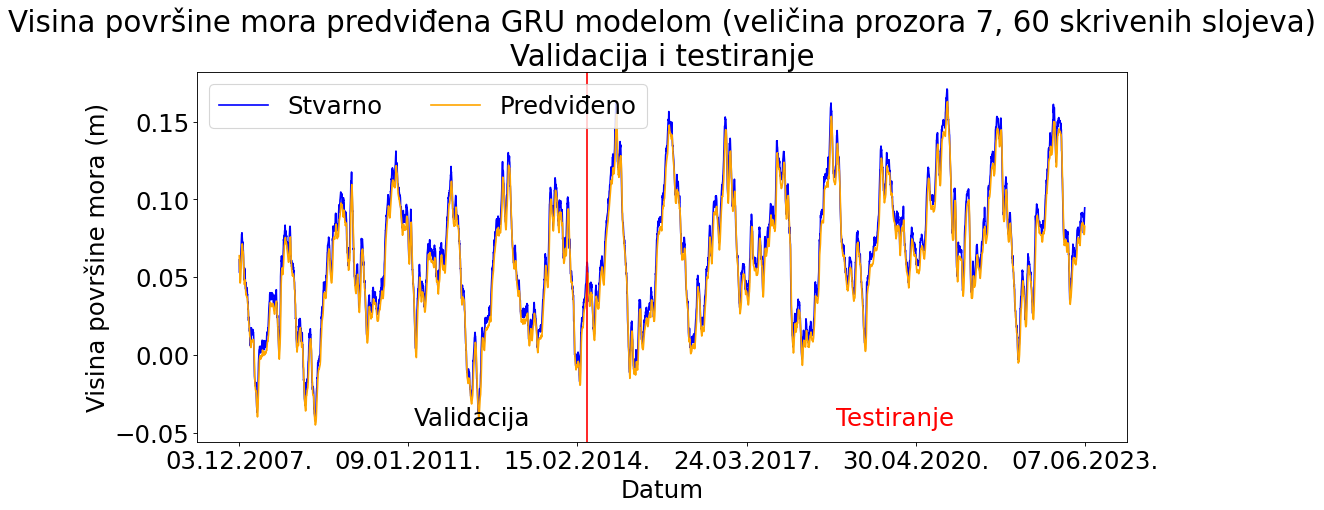 Visina površine mora predviđena GRU modelom (veličina prozora 7, 60 skrivenih slojeva)
Validacija i testiranje
Stvarno
Predviđeno
Visina površine mora (m)
0.15
0.10
0.05
0.00
−0.05
Validacija
Testiranje
03.12.2007.
09.01.2011.
15.02.2014.
24.03.2017.
30.04.2020.
07.06.2023.
Datum